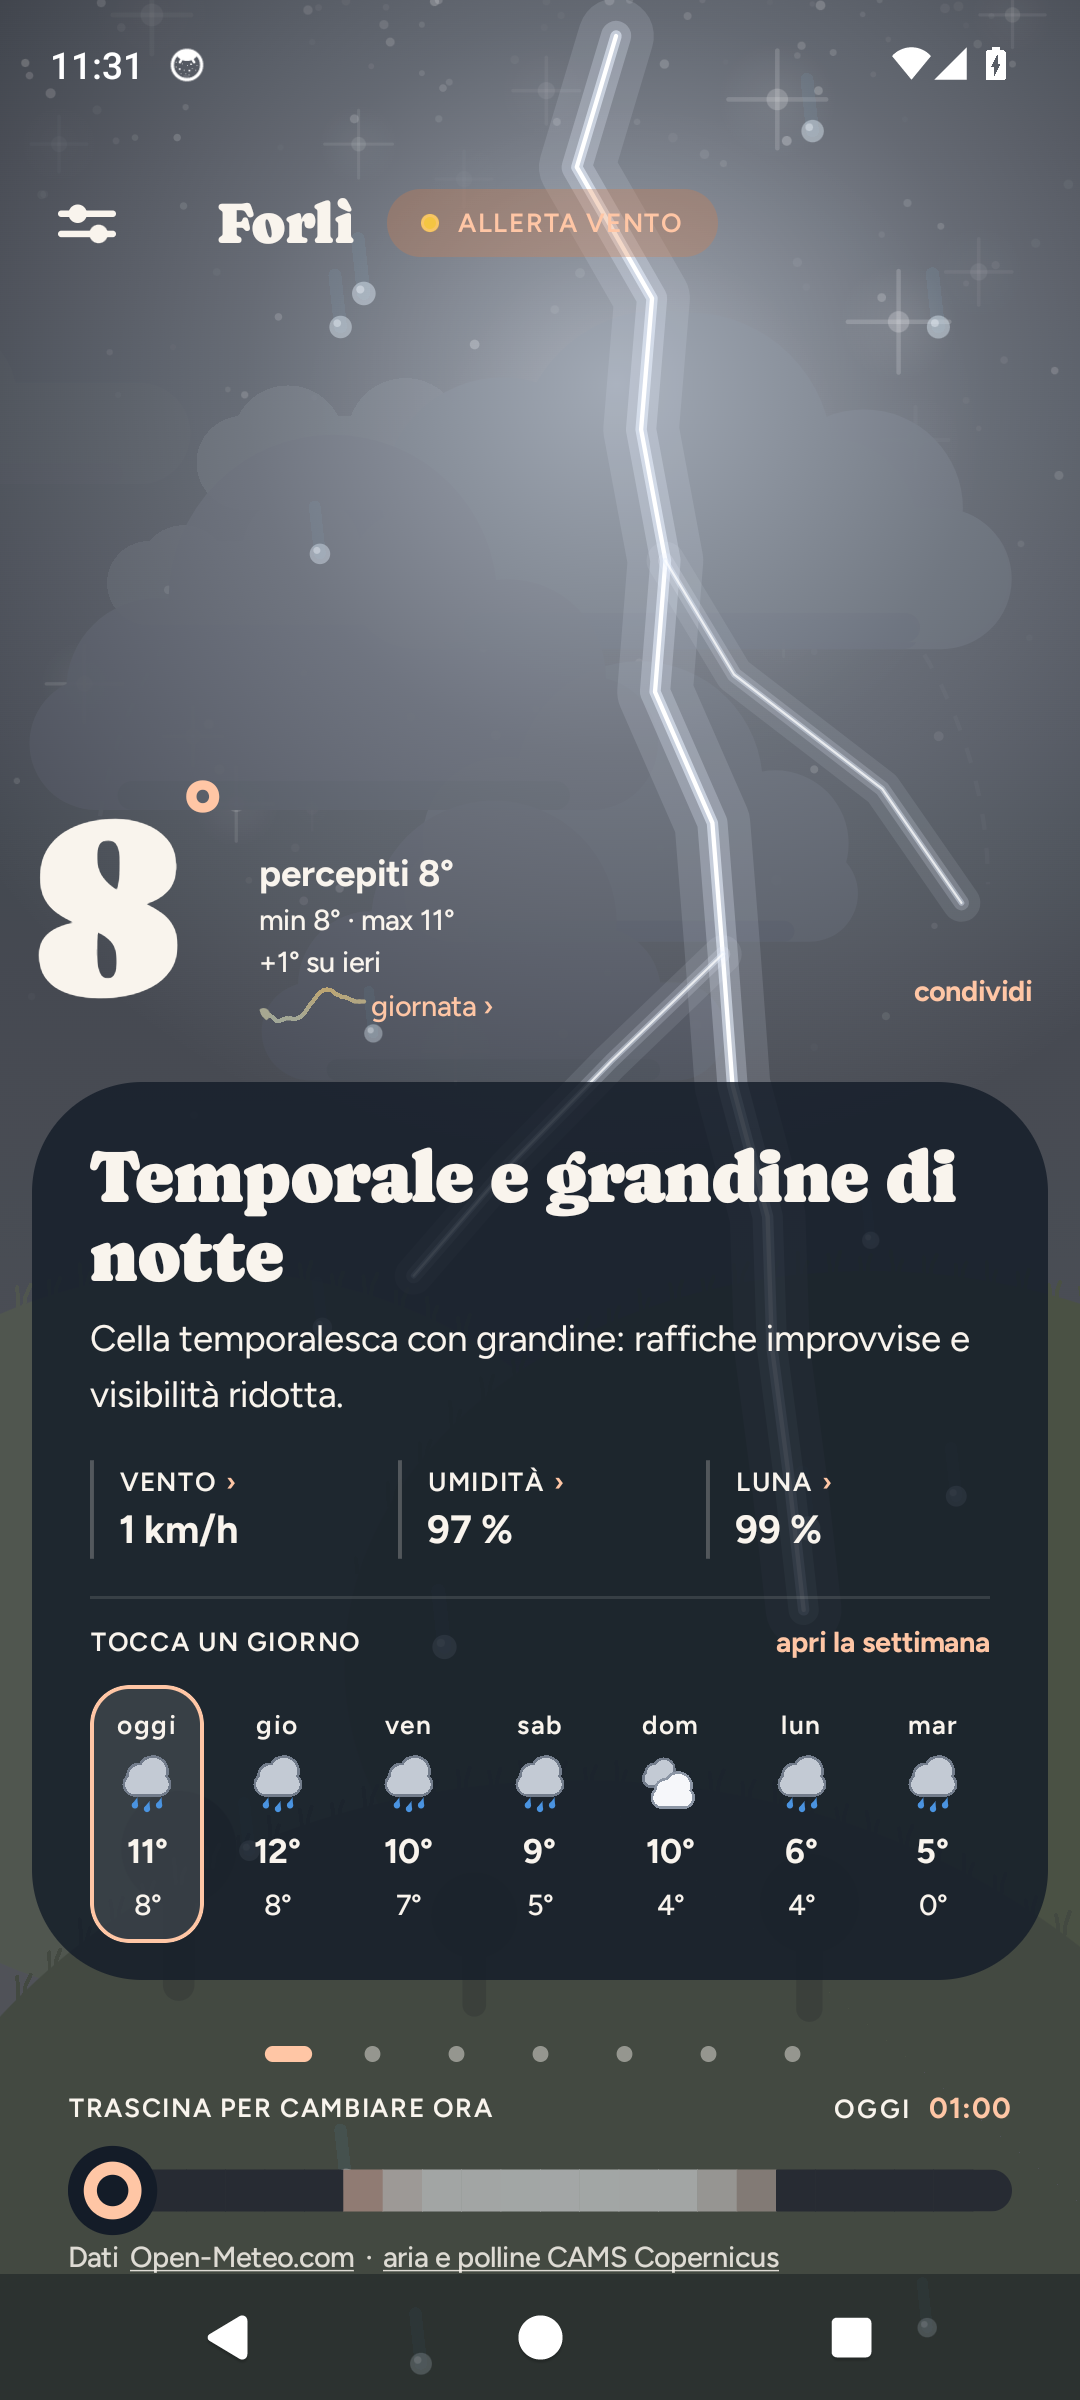 11:31
Forlì
ALLERTA VENTO
8°
percepiti 8°
min 8° · max 11°
+1° su ieri
giornata ›
condividi
Temporale e grandine di
notte
Cella temporalesca con grandine: raffiche improvvise e
visibilità ridotta.
VENTO › UMIDITÀ › LUNA ›
1 km/h 97 % 99 %
TOCCA UN GIORNO apri la settimana
oggi gio ven sab dom lun mar
11° 12° 10° 9° 10° 6° 5°
8° 8° 7° 5° 4° 4° 0°
TRASCINA PER CAMBIARE ORA OGGI 01:00
Dati Open-Meteo.com · aria e polline CAMS Copernicus